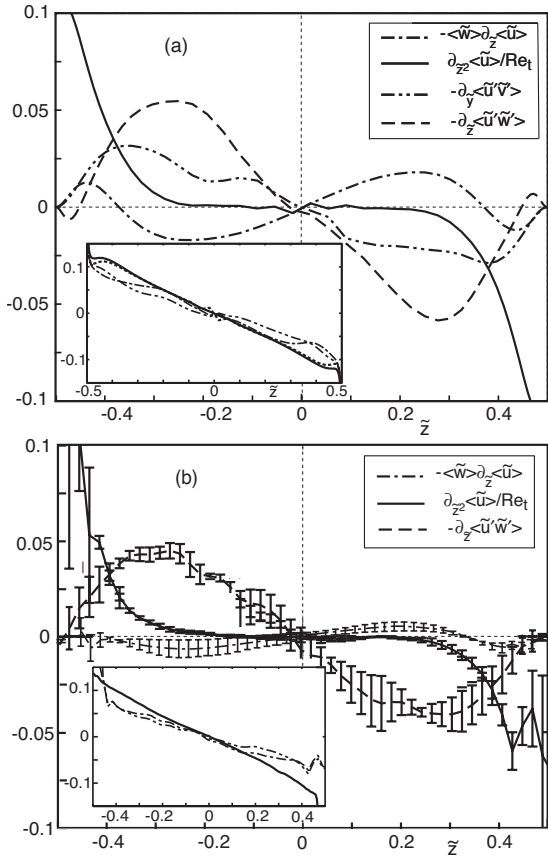 0.1
0.05
0
-0.05
-0.1
(a)
-<w̃>∂z̃<ũ>
∂z̃²<ũ>/Reₜ
-∂ỹ<ũ'ṽ'>
-∂z̃<ũ'w̃'>
0.1
0
-0.1
-0.5 0 z̃ 0.5
-0.4 -0.2 0 0.2 0.4
z̃
0.1
0.05
0
-0.05
-0.1
(b)
-<w̃>∂z̃<ũ>
∂z̃²<ũ>/Reₜ
-∂z̃<ũ'w̃'>
0.1
0
-0.1
-0.4 -0.2 0 0.2 0.4
-0.4 -0.2 0 0.2 z̃ 0.4